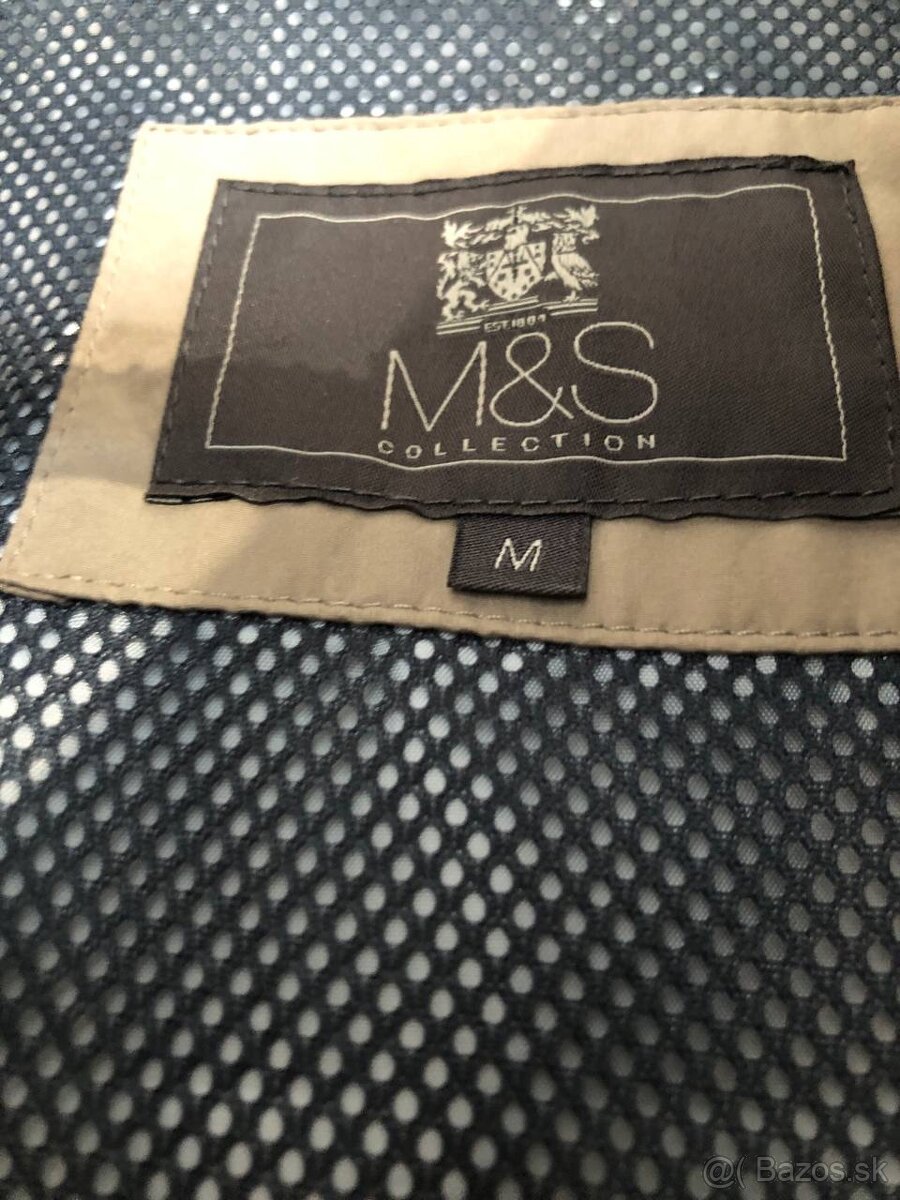 EST. 1884
M&S
COLLECTION
M
@( Bazos.sk